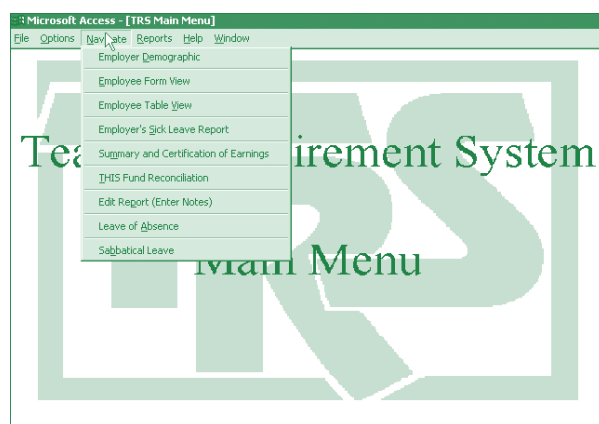 Microsoft Access - [TRS Main Menu]
File Options Navigate Reports Help Window
Employer Demographic
Employee Form View
Employee Table View
Employer's Sick Leave Report
Summary and Certification of Earnings
THIS Fund Reconciliation
Edit Report (Enter Notes)
Leave of Absence
Sabbatical Leave
System
Main Menu
TRS